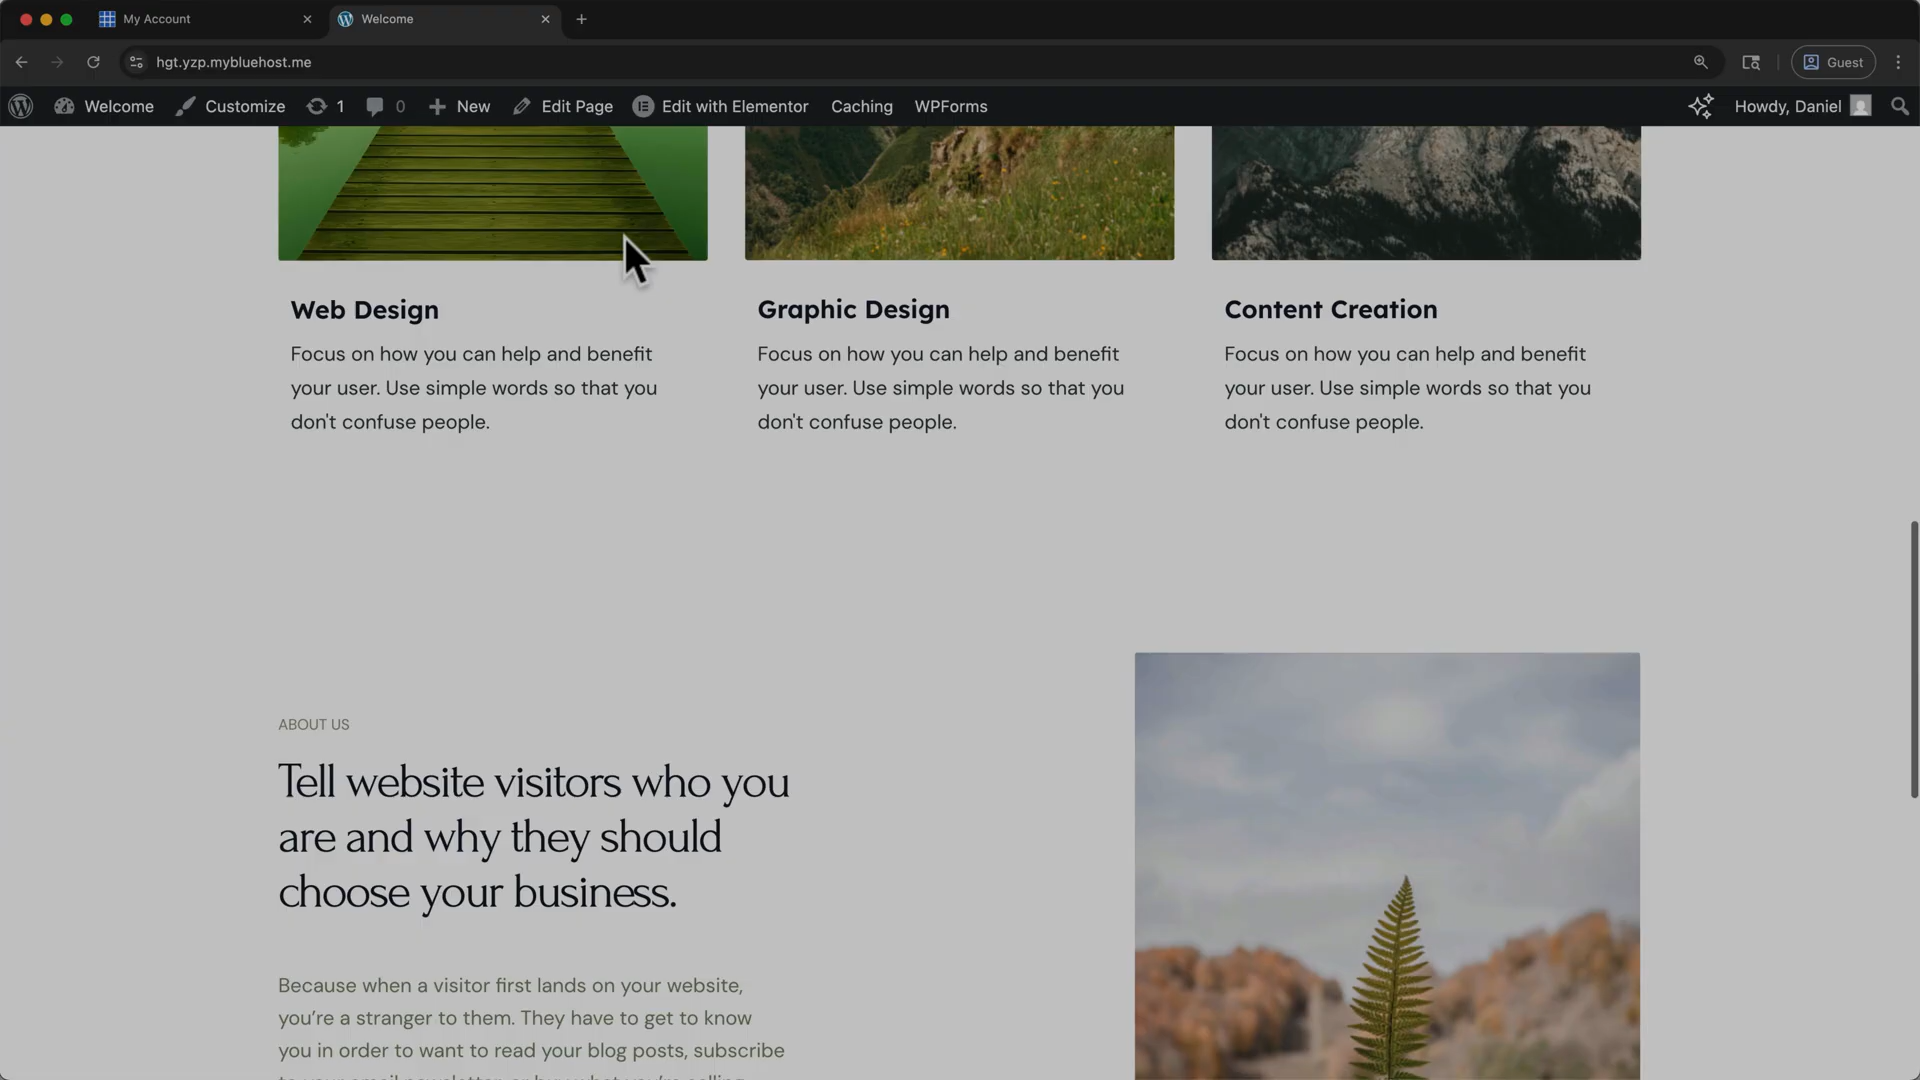 My Account
Welcome
hgt.yzp.mybluehost.me
Guest
Welcome
Customize
1
0
New
Edit Page
Edit with Elementor
Caching
WPForms
Howdy, Daniel
Web Design
Focus on how you can help and benefit
your user. Use simple words so that you
don't confuse people.
Graphic Design
Focus on how you can help and benefit
your user. Use simple words so that you
don't confuse people.
Content Creation
Focus on how you can help and benefit
your user. Use simple words so that you
don't confuse people.
ABOUT US
Tell website visitors who you
are and why they should
choose your business.
Because when a visitor first lands on your website,
you're a stranger to them. They have to get to know
you in order to want to read your blog posts, subscribe